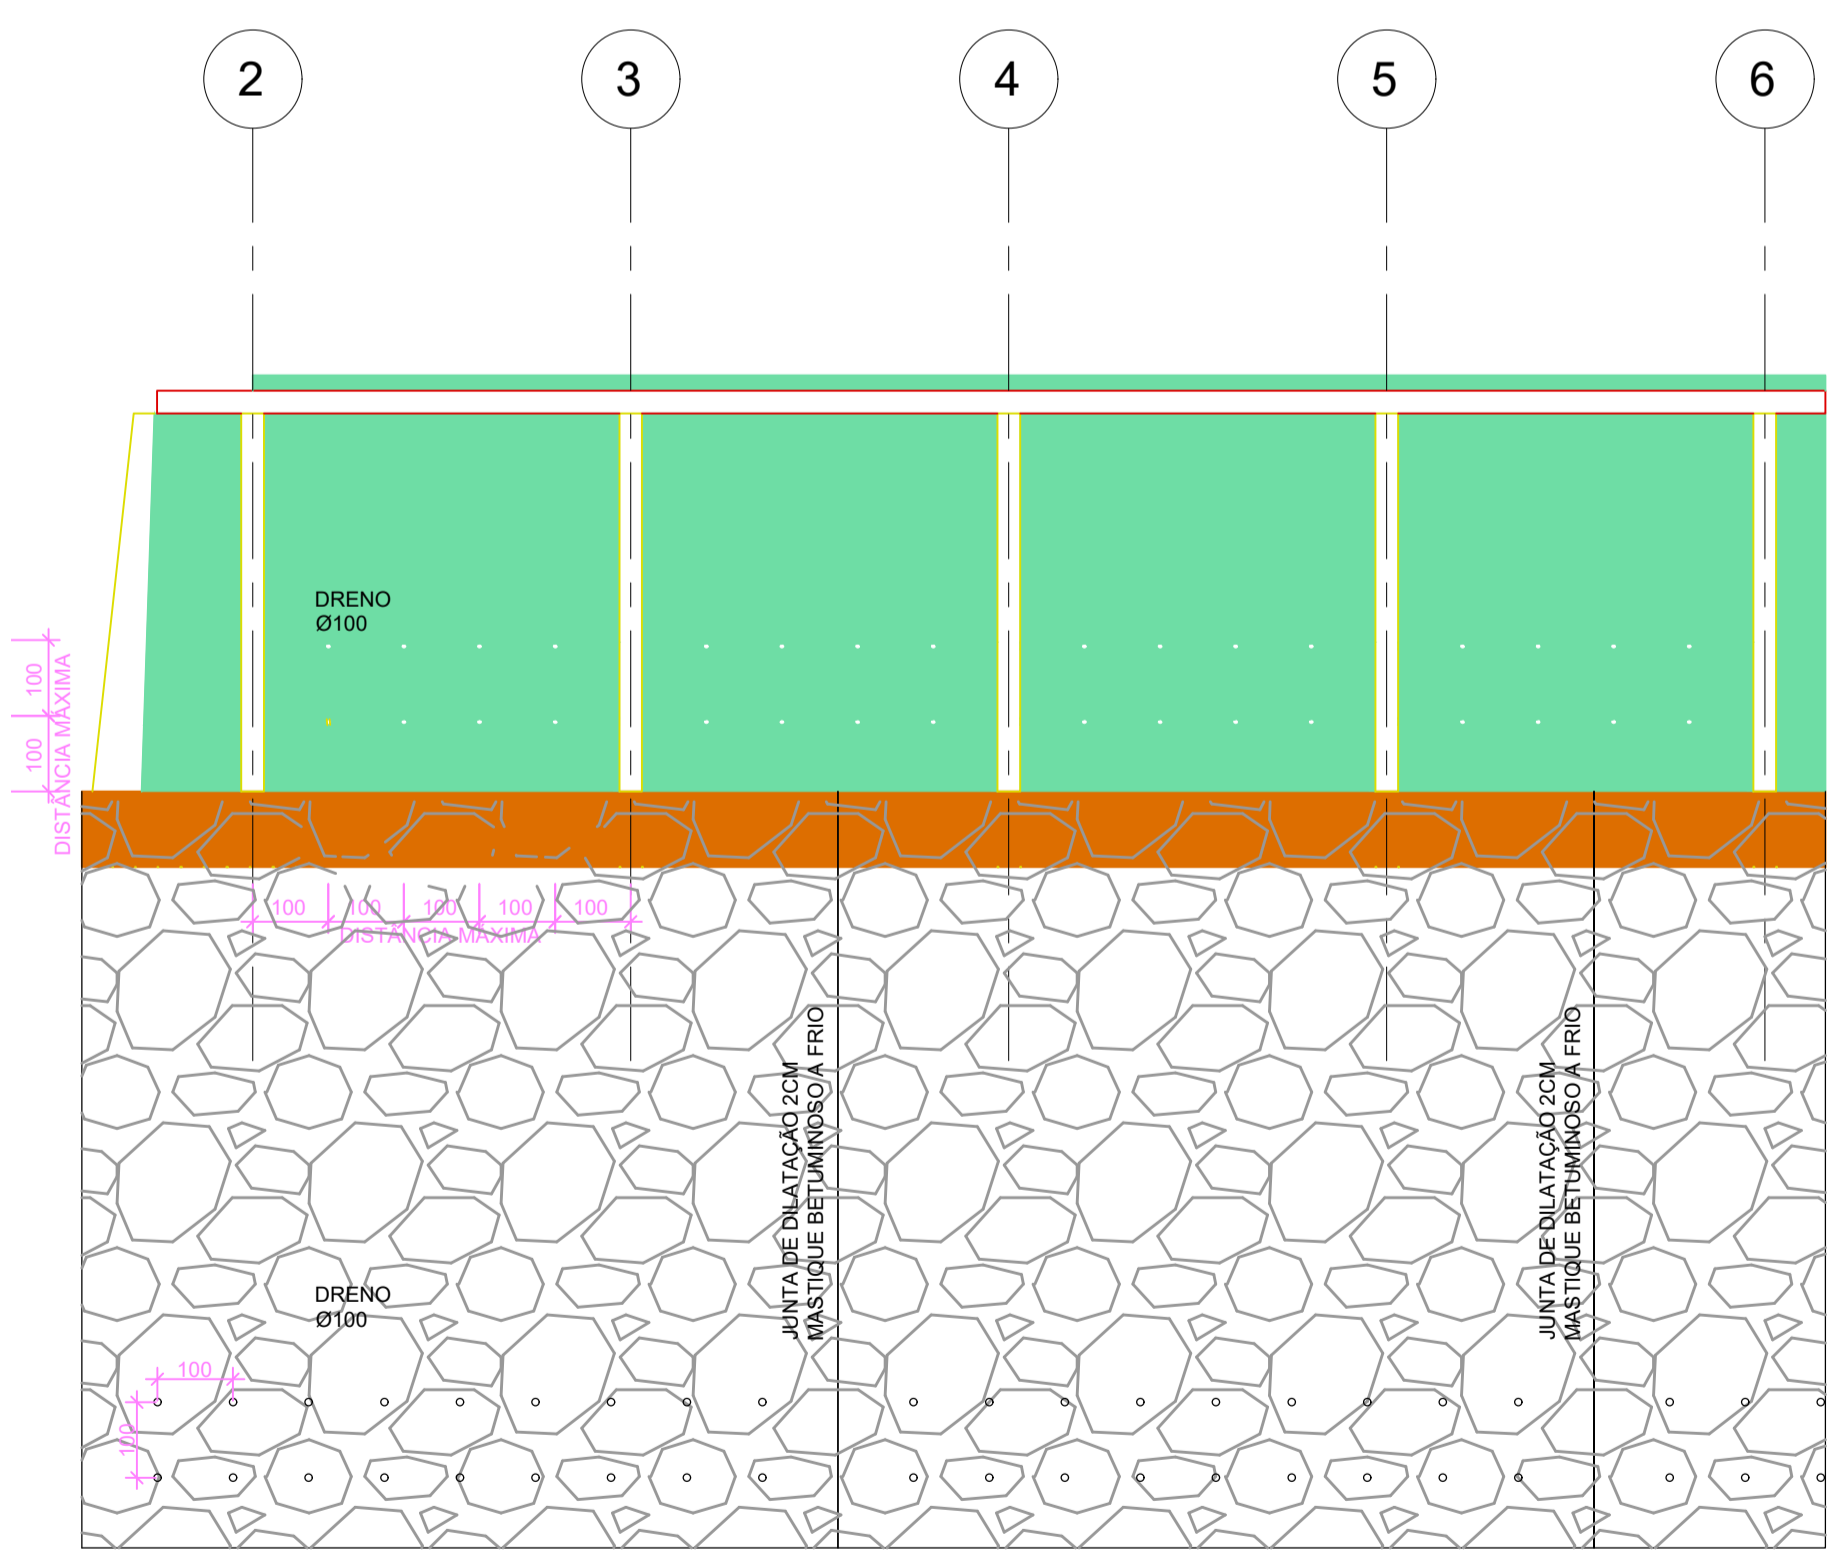 2
3
4
5
6
DRENO
Ø100
100
100
DISTÂNCIA MÁXIMA
100
100
100
100
100
DISTÂNCIA MÁXIMA
JUNTA DE DILATAÇÃO 2CM
MASTIQUE BETUMINOSO A FRIO
JUNTA DE DILATAÇÃO 2CM
MASTIQUE BETUMINOSO A FRIO
DRENO
Ø100
100
100